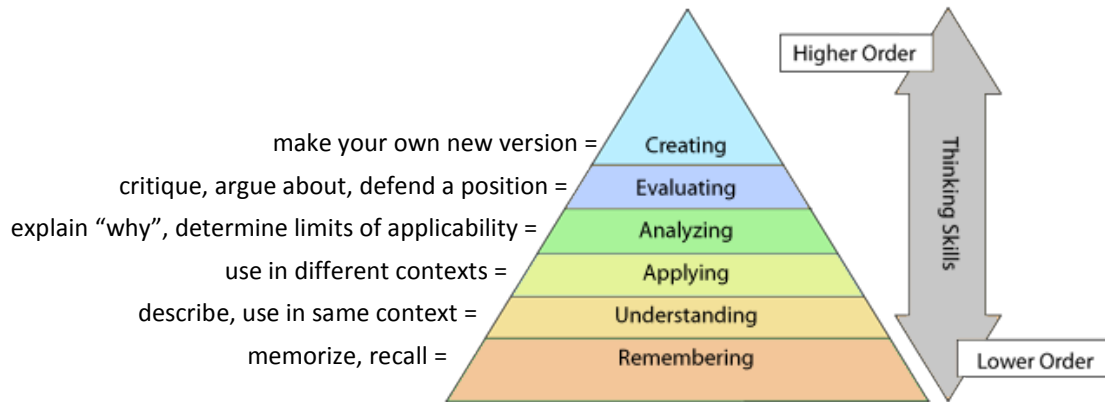 Higher Order
make your own new version = Creating
critique, argue about, defend a position = Evaluating
explain “why”, determine limits of applicability = Analyzing
use in different contexts = Applying
describe, use in same context = Understanding
memorize, recall = Remembering
Thinking Skills
Lower Order